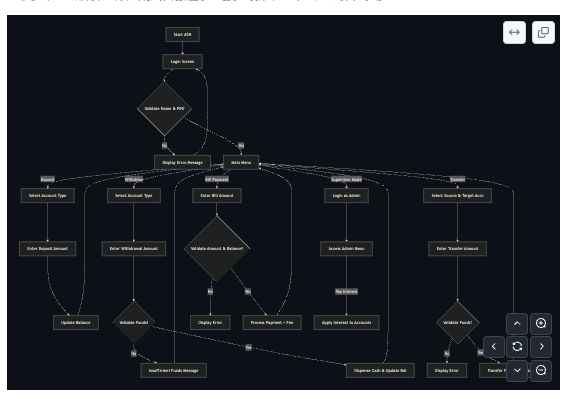 Start ATM
Login Screen
Validate Name & PIN?
No
Yes
Display Error Message
Main Menu
Deposit
Withdraw
Bill Payment
Supervisor Mode
Transfer
Select Account Type
Select Account Type
Enter Bill Amount
Login as Admin
Select Source & Target Accs
Enter Deposit Amount
Enter Withdrawal Amount
Validate Amount & Balance?
Access Admin Menu
Enter Transfer Amount
No
Yes
Pay Interest
Update Balance
Validate Funds?
Display Error
Process Payment + Fee
Apply Interest to Accounts
Validate Funds?
No
Yes
No
Yes
Insufficient Funds Message
Dispense Cash & Update Bal
Display Error
Transfer